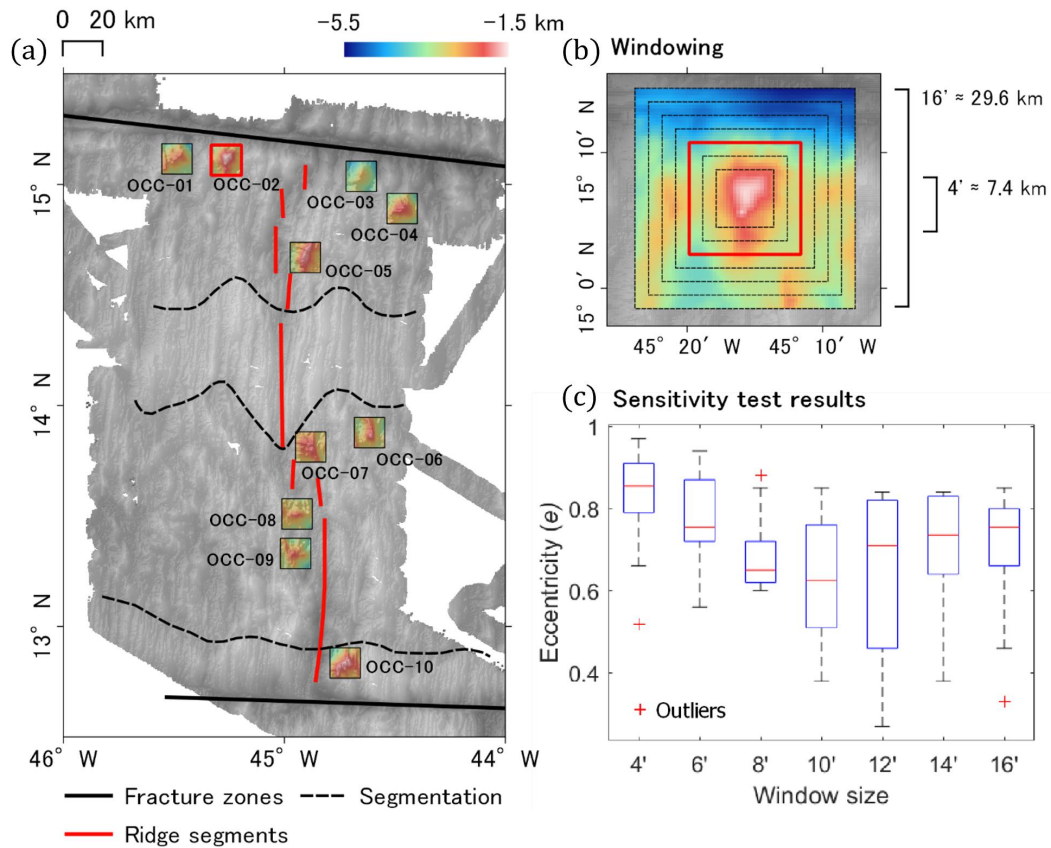 0 20 km
-5.5 -1.5 km
(a)
15° N
14° N
13° N
46° W 45° W 44° W
OCC-01
OCC-02
OCC-03
OCC-04
OCC-05
OCC-06
OCC-07
OCC-08
OCC-09
OCC-10
Fracture zones
Segmentation
Ridge segments
(b) Windowing
16' ≈ 29.6 km
4' ≈ 7.4 km
10' N
15°
0' N
15°
45° 20' W 45° 10' W
(c) Sensitivity test results
Eccentricity (e)
1
0.8
0.6
0.4
+ Outliers
4' 6' 8' 10' 12' 14' 16'
Window size